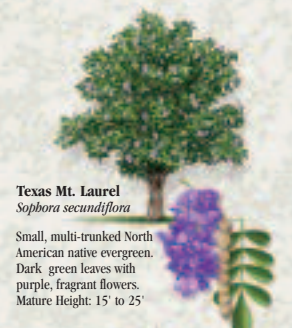 Texas Mt. Laurel
Sophora secundiflora
Small, multi-trunked North
American native evergreen.
Dark green leaves with
purple, fragrant flowers.
Mature Height: 15' to 25'